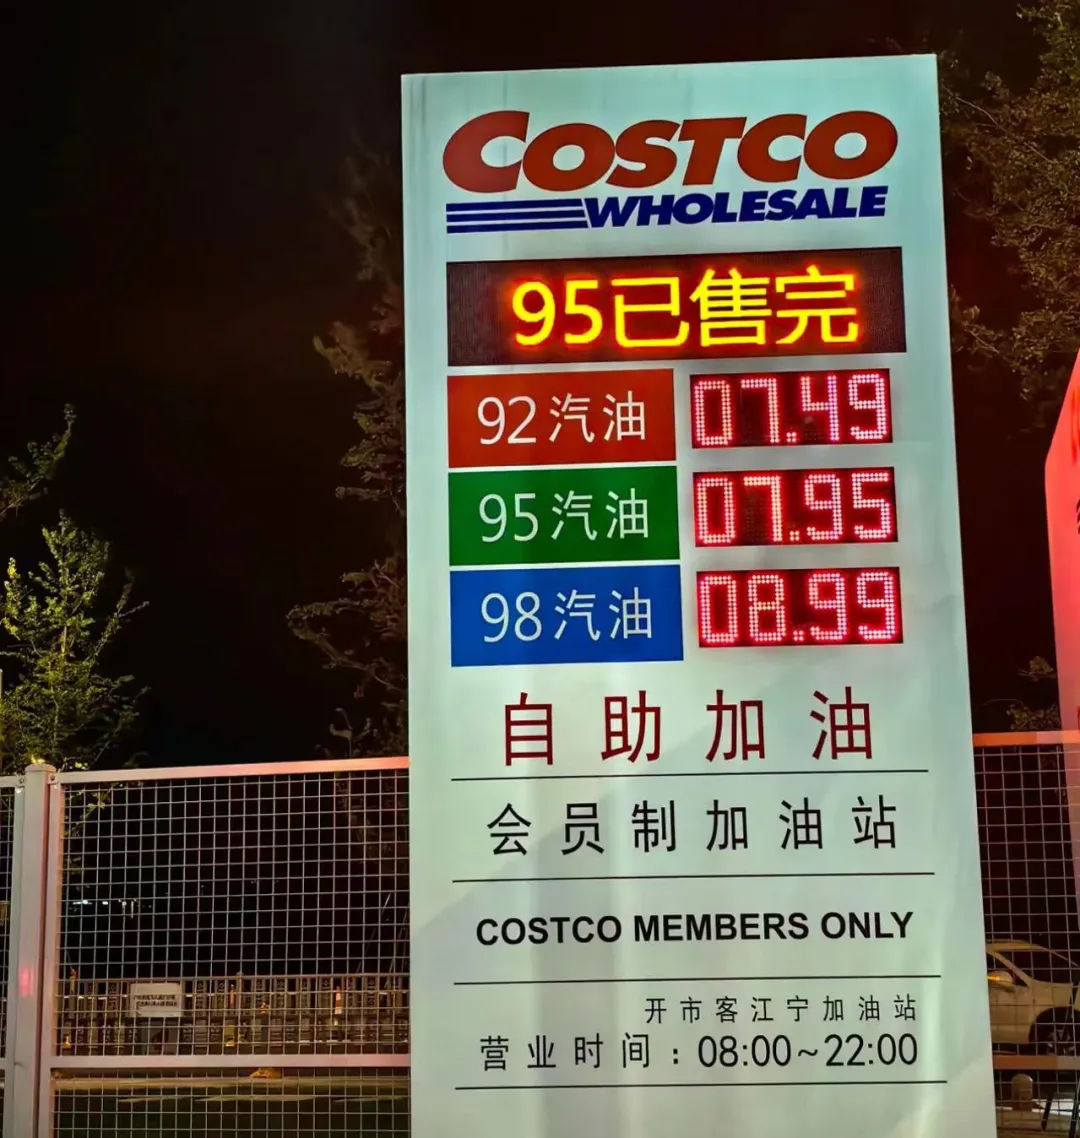 COSTCO
WHOLESALE
95已售完
92汽油 07.49
95汽油 07.95
98汽油 08.99
自助加油
会员制加油站
COSTCO MEMBERS ONLY
开市客江宁加油站
营业时间：08:00~22:00